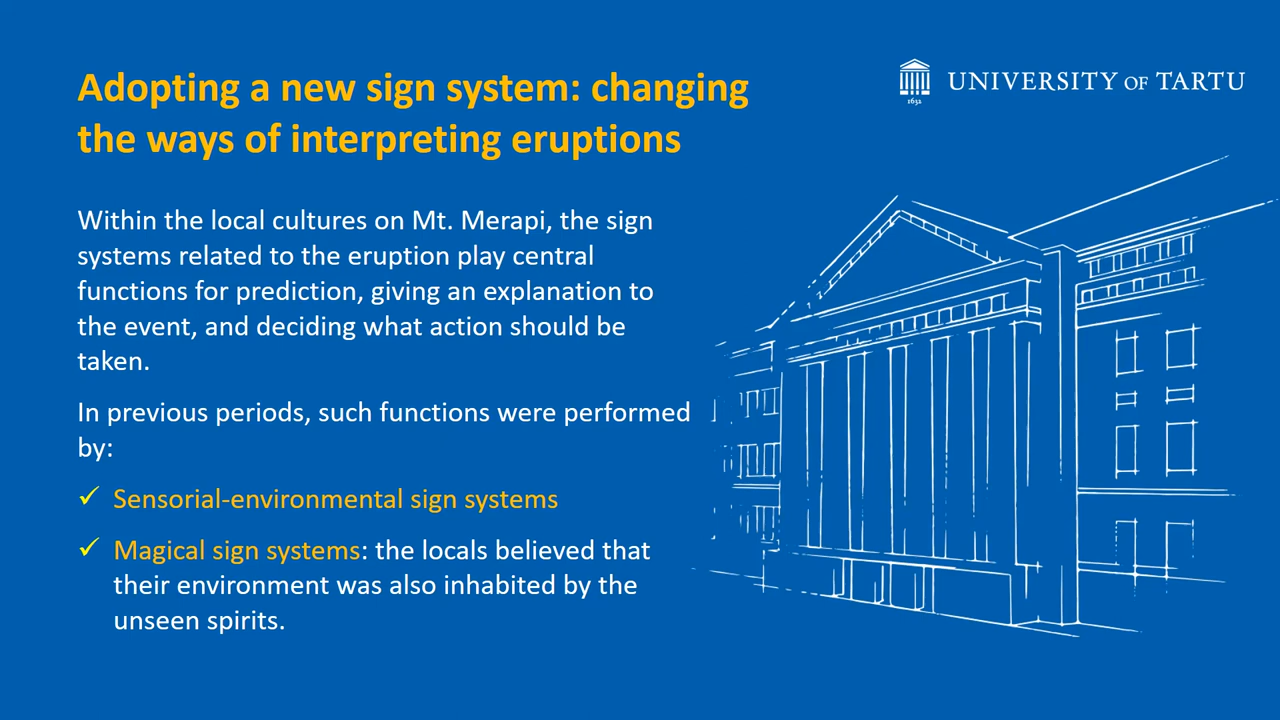 Adopting a new sign system: changing
the ways of interpreting eruptions
UNIVERSITY OF TARTU
1632
Within the local cultures on Mt. Merapi, the sign
systems related to the eruption play central
functions for prediction, giving an explanation to
the event, and deciding what action should be
taken.
In previous periods, such functions were performed
by:
✓ Sensorial-environmental sign systems
✓ Magical sign systems: the locals believed that
their environment was also inhabited by the
unseen spirits.